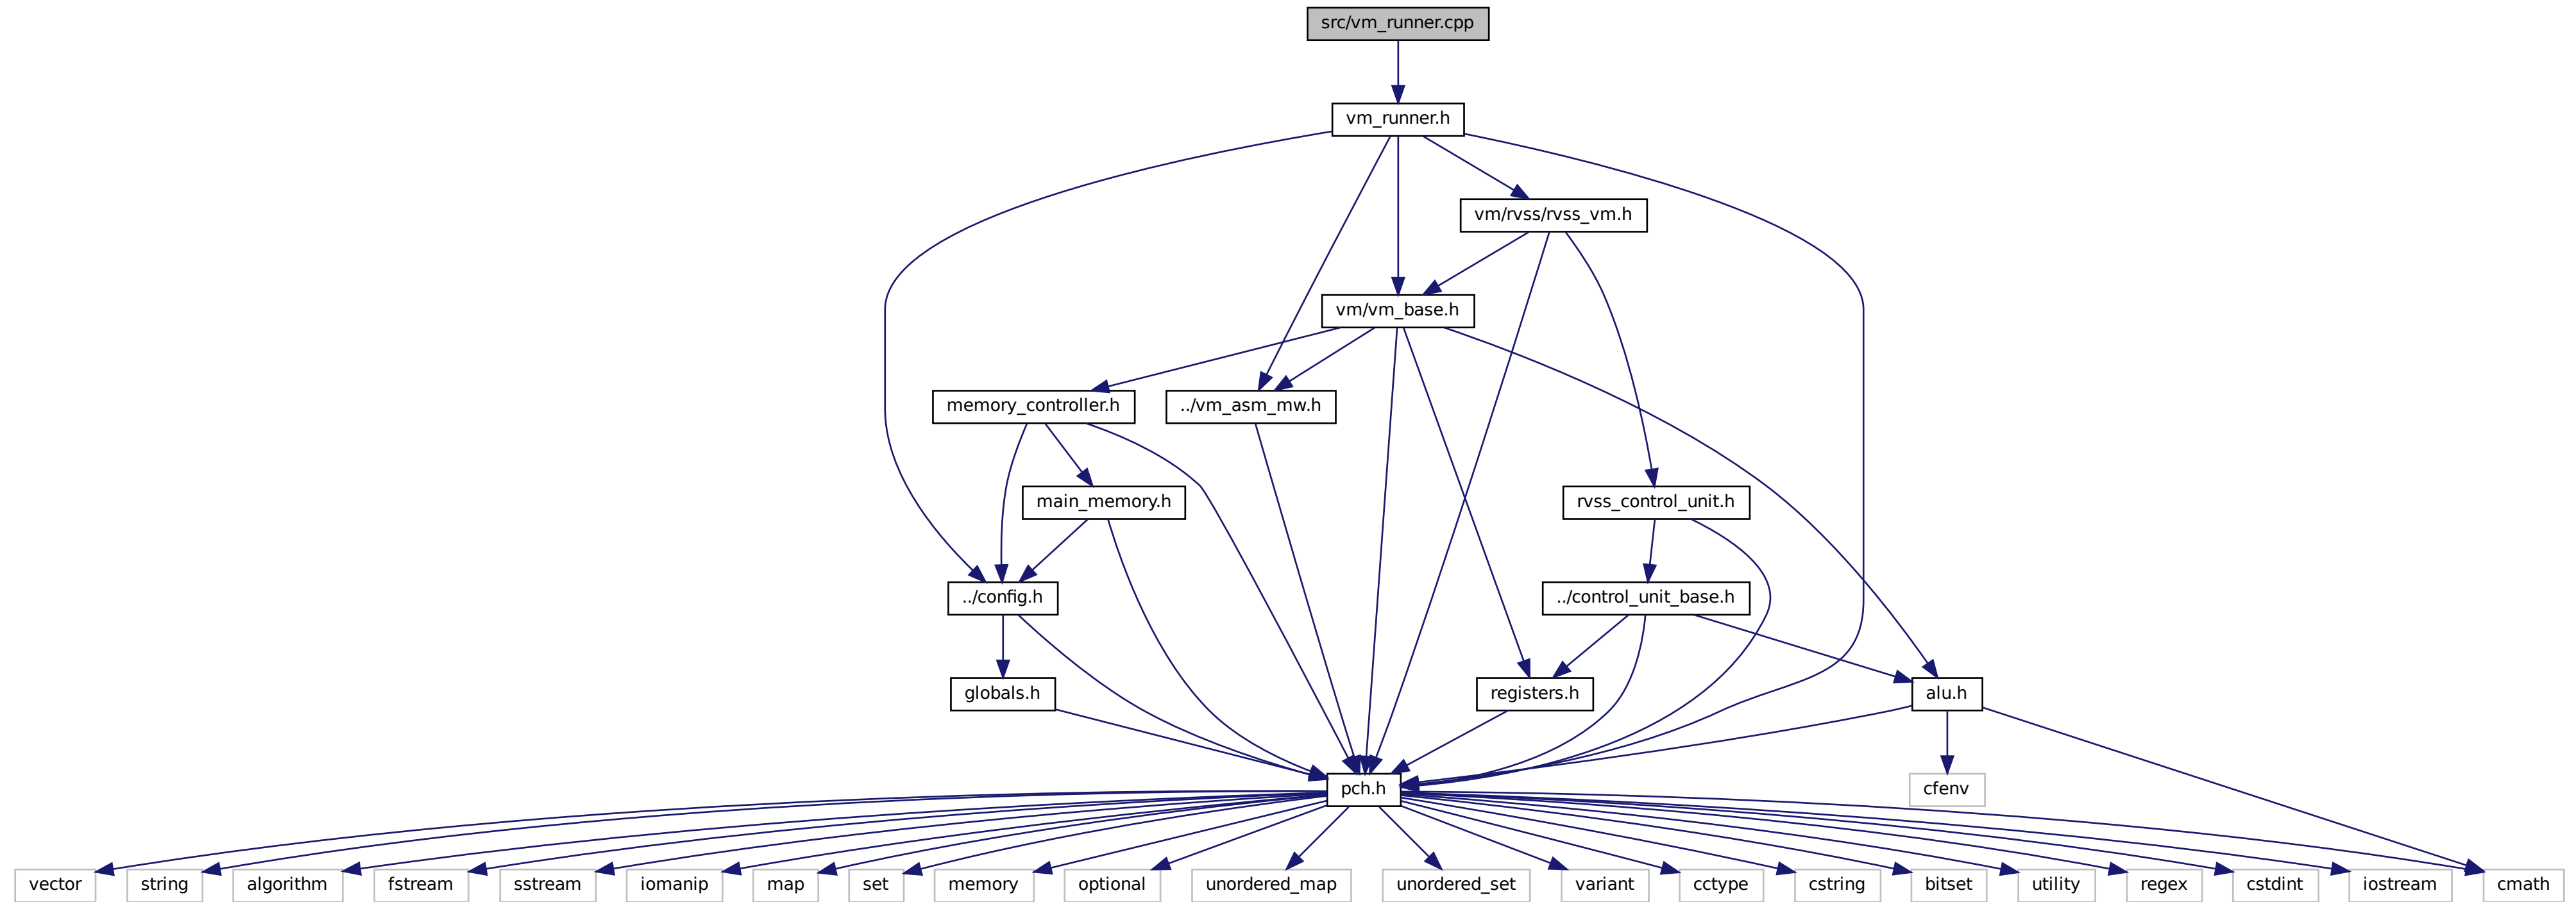 src/vm_runner.cpp
vm_runner.h
vm/rvss/rvss_vm.h
vm/vm_base.h
memory_controller.h
../vm_asm_mw.h
main_memory.h
rvss_control_unit.h
../config.h
../control_unit_base.h
globals.h
registers.h
alu.h
pch.h
cfenv
vector
string
algorithm
fstream
sstream
iomanip
map
set
memory
optional
unordered_map
unordered_set
variant
cctype
cstring
bitset
utility
regex
cstdint
iostream
cmath